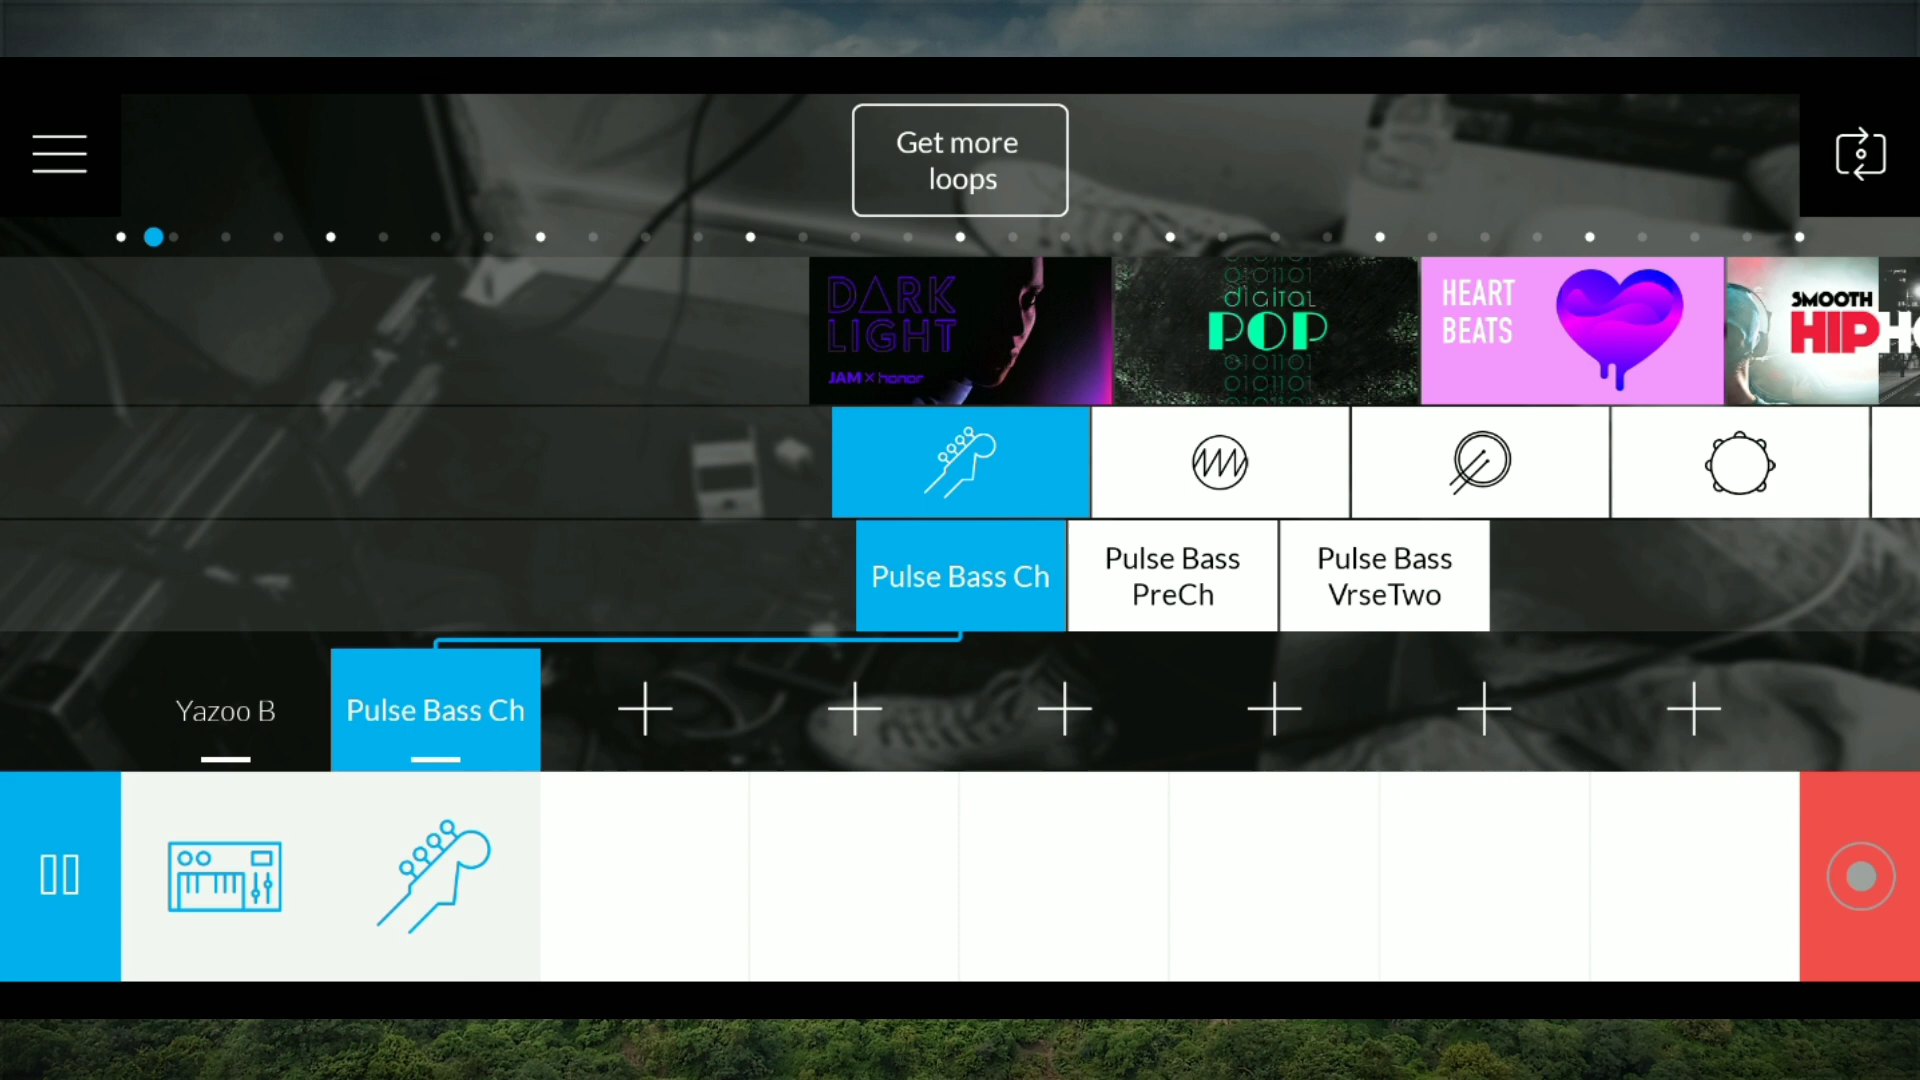 Get more
loops
DARK
LIGHT
JAM × honor
digital
POP
HEART
BEATS
SMOOTH
HIP
Pulse Bass Ch
Pulse Bass
PreCh
Pulse Bass
VrseTwo
Yazoo B
Pulse Bass Ch